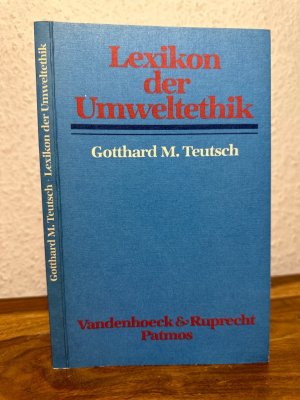 Lexikon
der
Umweltethik
Gotthard M. Teutsch
Vandenhoeck & Ruprecht
Patmos
Gotthard M. Teutsch · Lexikon der Umweltethik